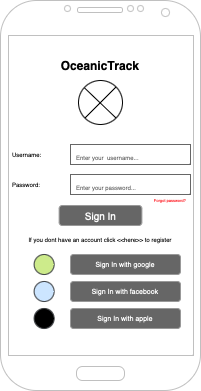 OceanicTrack
Username:
Enter your username...
Password:
Enter your password...
Forgot password?
Sign In
If you dont have an account click <<here>> to register
Sign In with google
Sign In with facebook
Sign In with apple